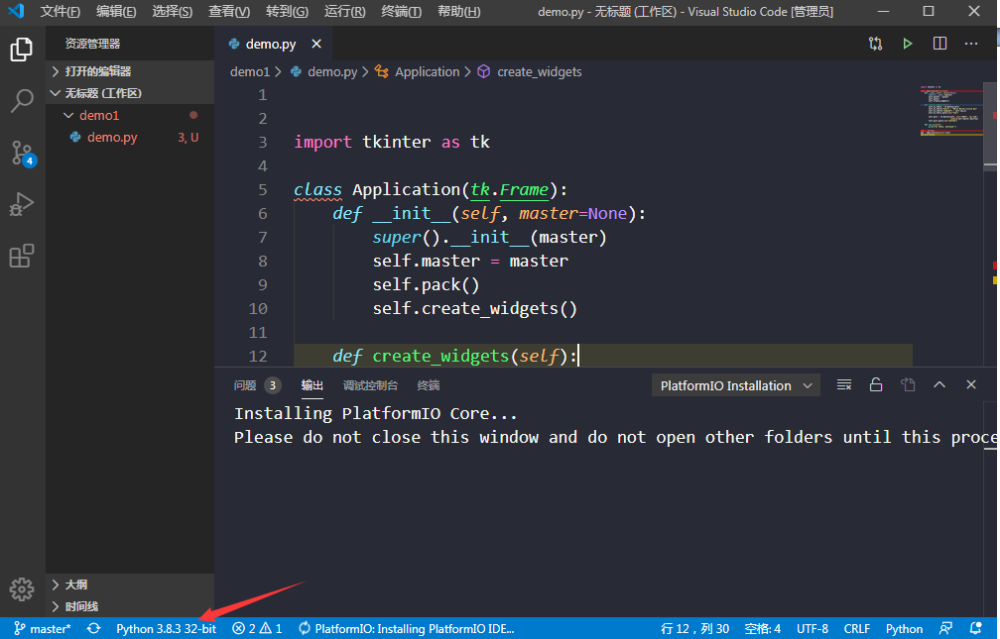 文件(F) 编辑(E) 选择(S) 查看(V) 转到(G) 运行(R) 终端(T) 帮助(H) demo.py - 无标题 (工作区) - Visual Studio Code [管理员]
资源管理器
打开的编辑器
无标题 (工作区)
demo1
demo.py 3, U
4
大纲
时间线
demo.py
demo1 demo.py Application create_widgets
1
2
3 import tkinter as tk
4
5 class Application(tk.Frame):
6 def __init__(self, master=None):
7 super().__init__(master)
8 self.master = master
9 self.pack()
10 self.create_widgets()
11
12 def create_widgets(self):
问题 3 输出 调试控制台 终端 PlatformIO Installation
Installing PlatformIO Core...
Please do not close this window and do not open other folders until this proce
master* Python 3.8.3 32-bit 2 1 PlatformIO: Installing PlatformIO IDE... 行 12，列 30 空格: 4 UTF-8 CRLF Python